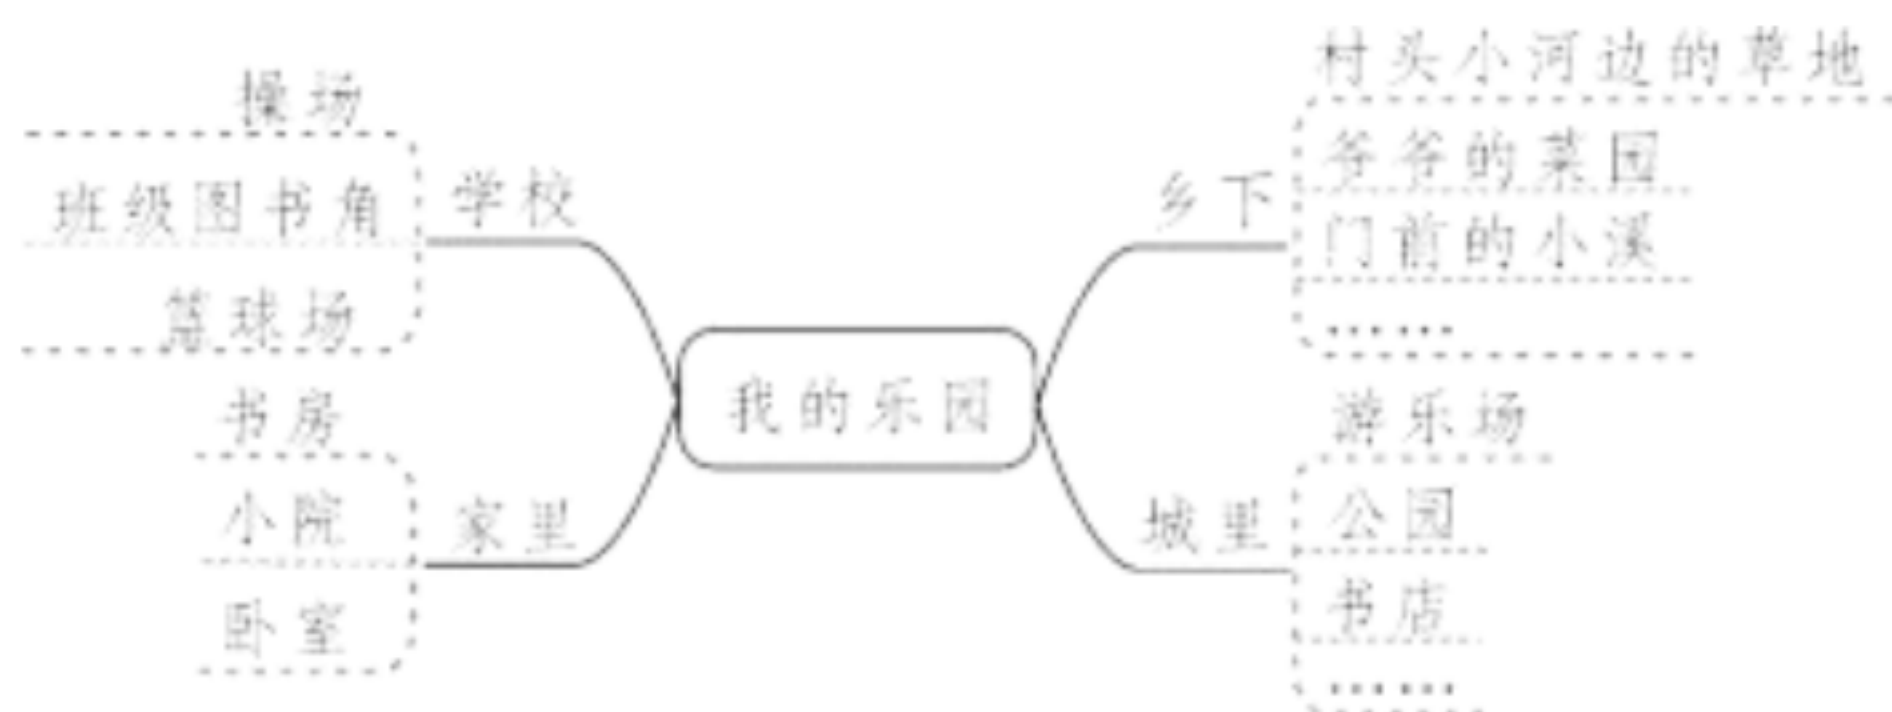 操场
班级图书角
篮球场
学校
书房
小院
卧室
家里
我的乐园
乡下
村头小河边的草地
爷爷的菜园
门前的小溪
……
城里
游乐场
公园
书店
……